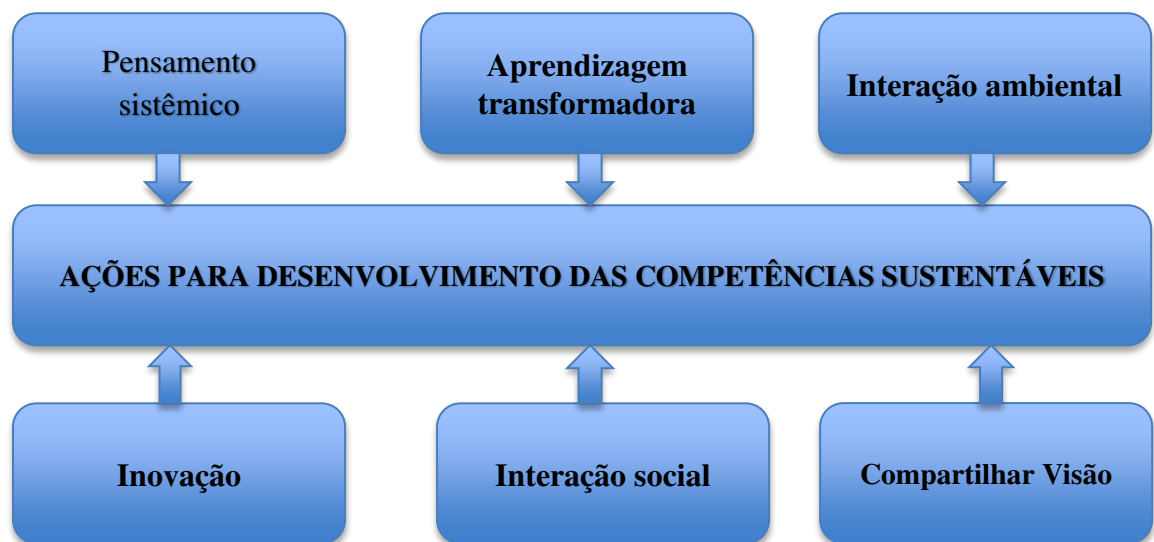 Pensamento
sistêmico
Aprendizagem
transformadora
Interação ambiental
AÇÕES PARA DESENVOLVIMENTO DAS COMPETÊNCIAS SUSTENTÁVEIS
Inovação
Interação social
Compartilhar Visão